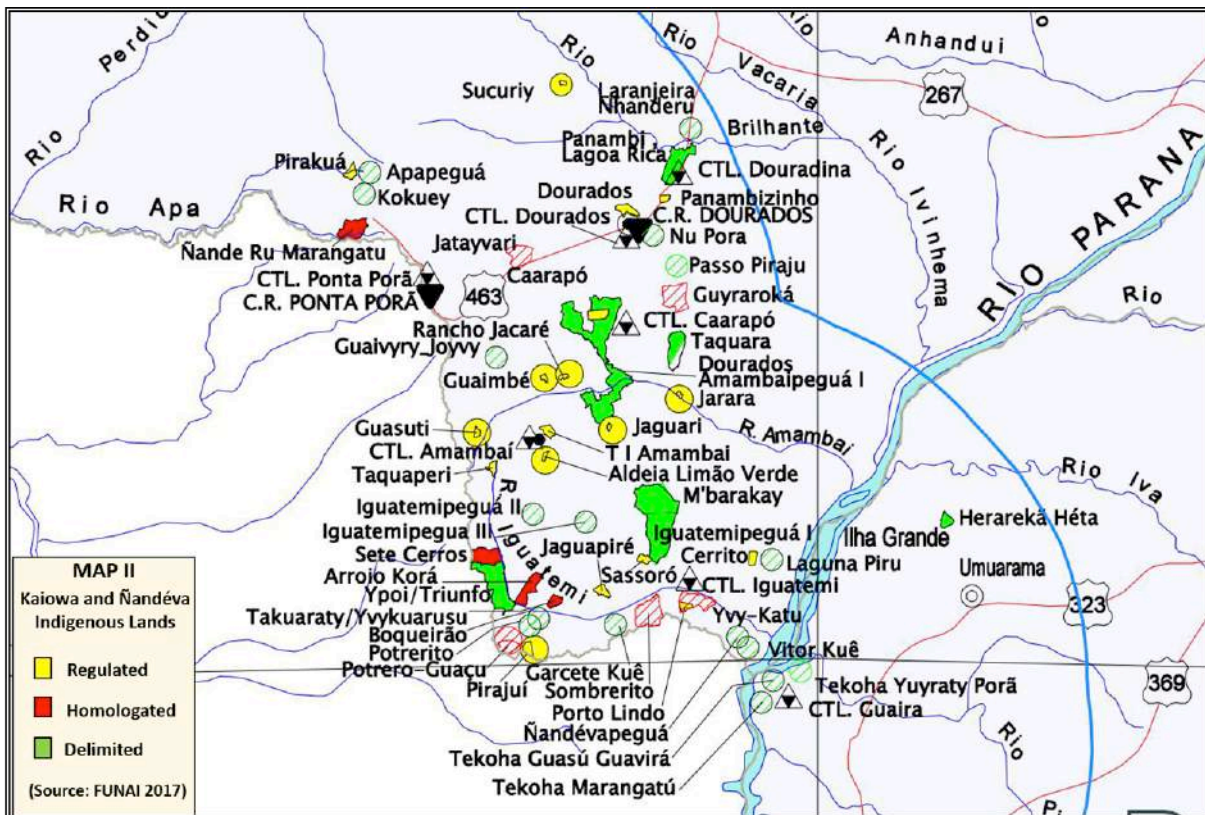 Rio Perdid
Rio
Rio
Anhandui
Vacaria
267
Sucuriy
Laranjeira
Nhanderu
Brilhante
Panambi
Lagoa Rica
CTL. Douradina
Rio Ivinhema
RIO PARANA
Pirakuá
Apapeguá
Kokuey
Rio Apa
Dourados
Panambizinho
CTL. Dourados
C.R. DOURADOS
Nu Pora
Ñande Ru Marangatu
Jatayvari
Passo Piraju
CTL. Ponta Porã
Caarapó
C.R. PONTA PORÃ
463
Guyraroká
Rio
Rancho Jacaré
CTL. Caarapó
Guaivyry_Joyvy
Taquara
Dourados
Guaimbé
Amambaipeguá I
Jarara
Guasuti
Jaguari
R. Amambai
CTL. Amambaí
T I Amambai
Taquaperi
Aldeia Limão Verde
M'barakay
Rio Iva
R. Iguatemi
Iguatemipeguá II
Iguatemipegua III
Iguatemipeguá I
Ilha Grande
Herareká Héta
Jaguapiré
Cerrito
Laguna Piru
Sete Cerros
Sassoró
Umuarama
Arroio Korá
CTL. Iguatemi
Ypoi/Triunfo
323
Takuaraty/Yvykuarusu
Yvy-Katu
Boqueirão
Potrerito
Vitor Kuê
Potrero-Guaçu
Garcete Kuê
Pirajuí
Sombrerito
Tekoha Yuyraty Porã
369
Porto Lindo
CTL. Guaira
Ñandévapeguá
Rio
Tekoha Guasú Guavirá
Tekoha Marangatú
MAP II
Kaiowa and Ñandéva
Indigenous Lands
Regulated
Homologated
Delimited
(Source: FUNAI 2017)